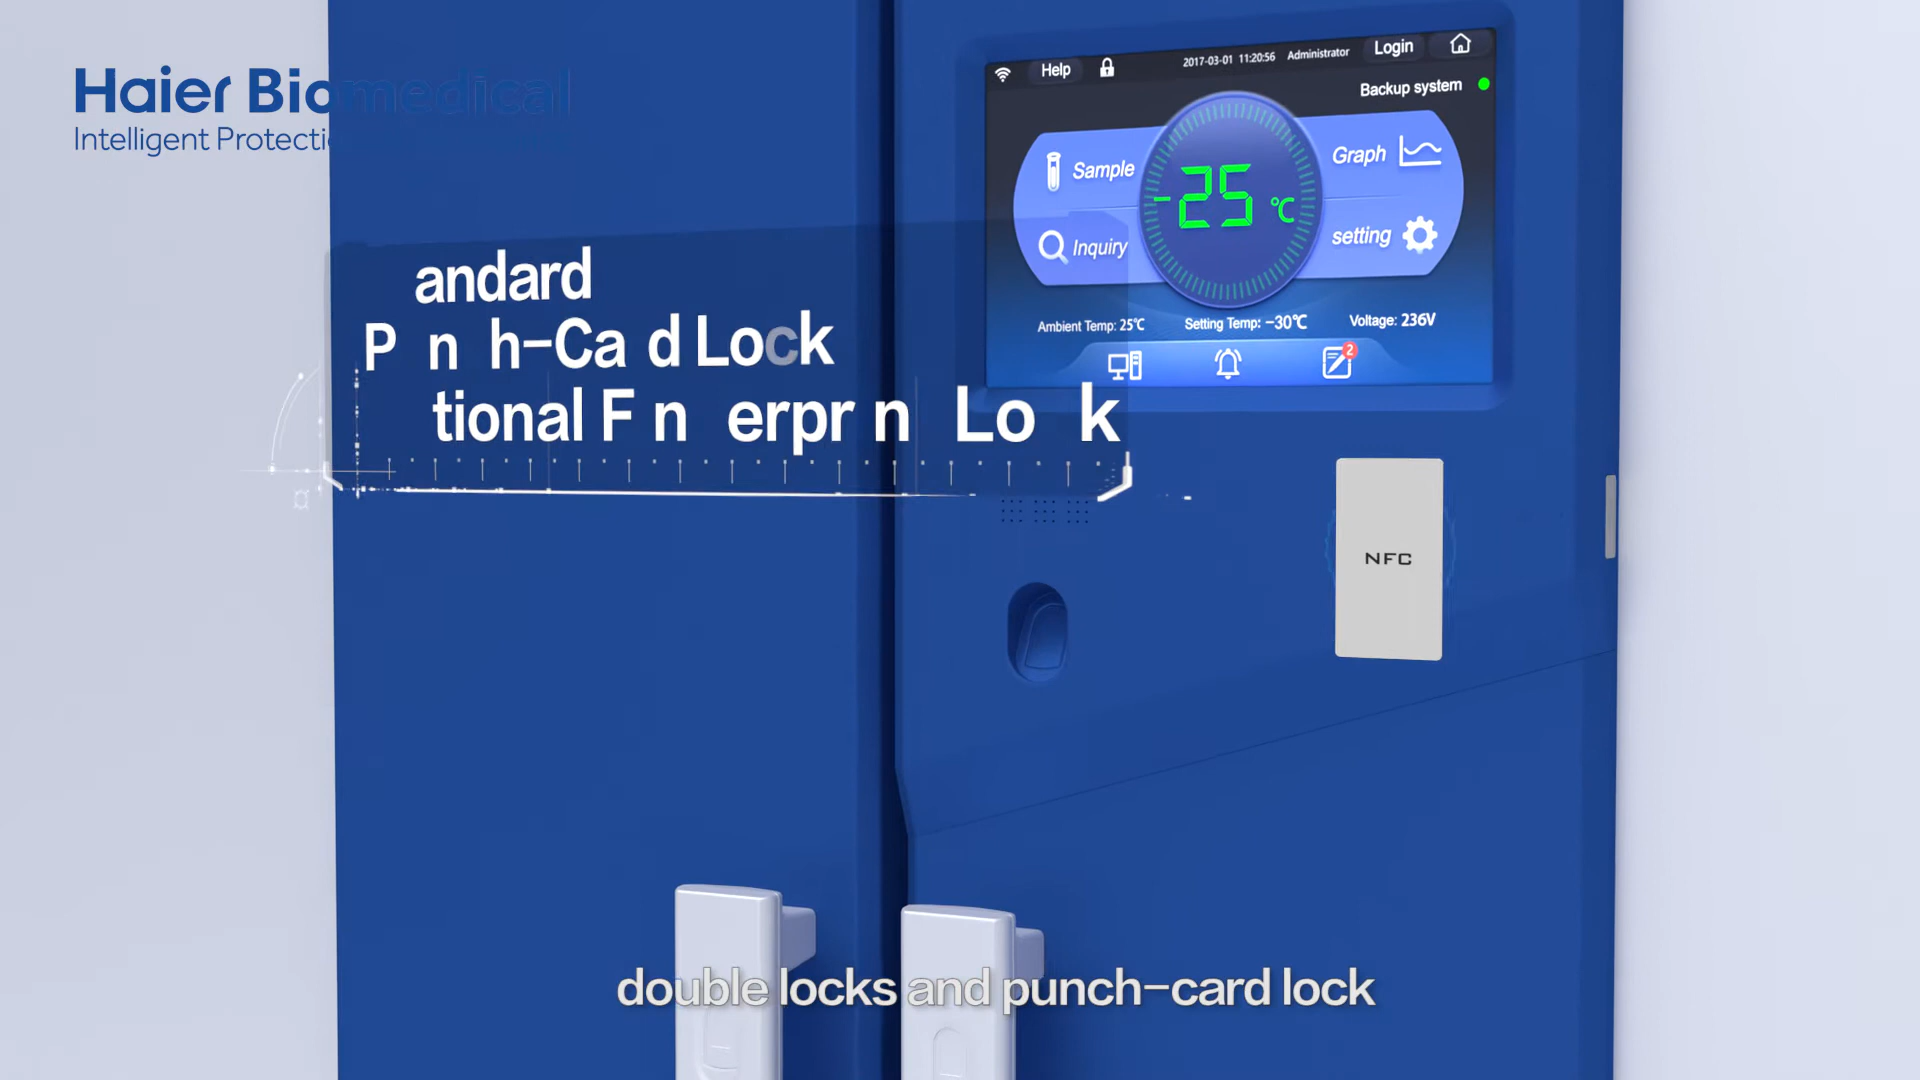 Haier Biomedical
Intelligent Protecti
Help
2017-03-01 11:20:56
Administrator
Login
Backup system
Sample
Graph
-25 ℃
Inquiry
setting
Ambient Temp: 25℃
Setting Temp: -30℃
Voltage: 236V
2
andard
P n h-Ca d Lock
tional F n erpr n Lo k
NFC
double locks and punch-card lock